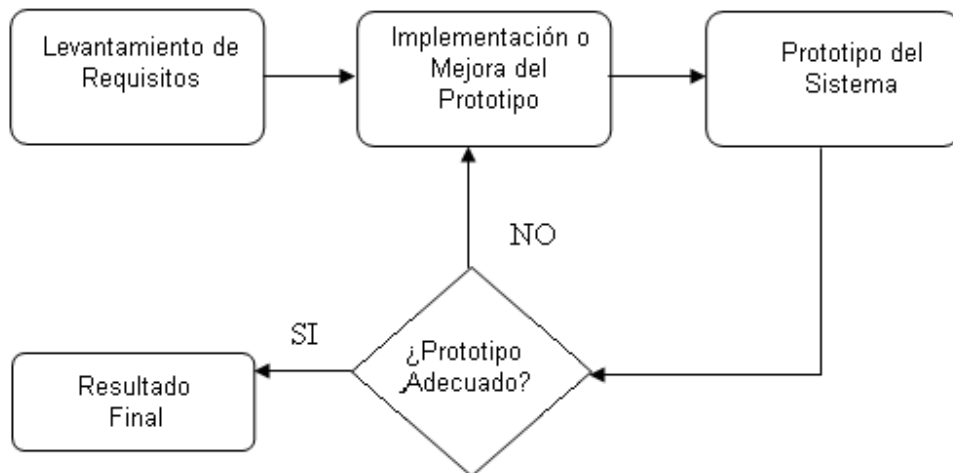 Levantamiento de
Requisitos
Implementación o
Mejora del
Prototipo
Prototipo del
Sistema
NO
SI
¿Prototipo
Adecuado?
Resultado
Final